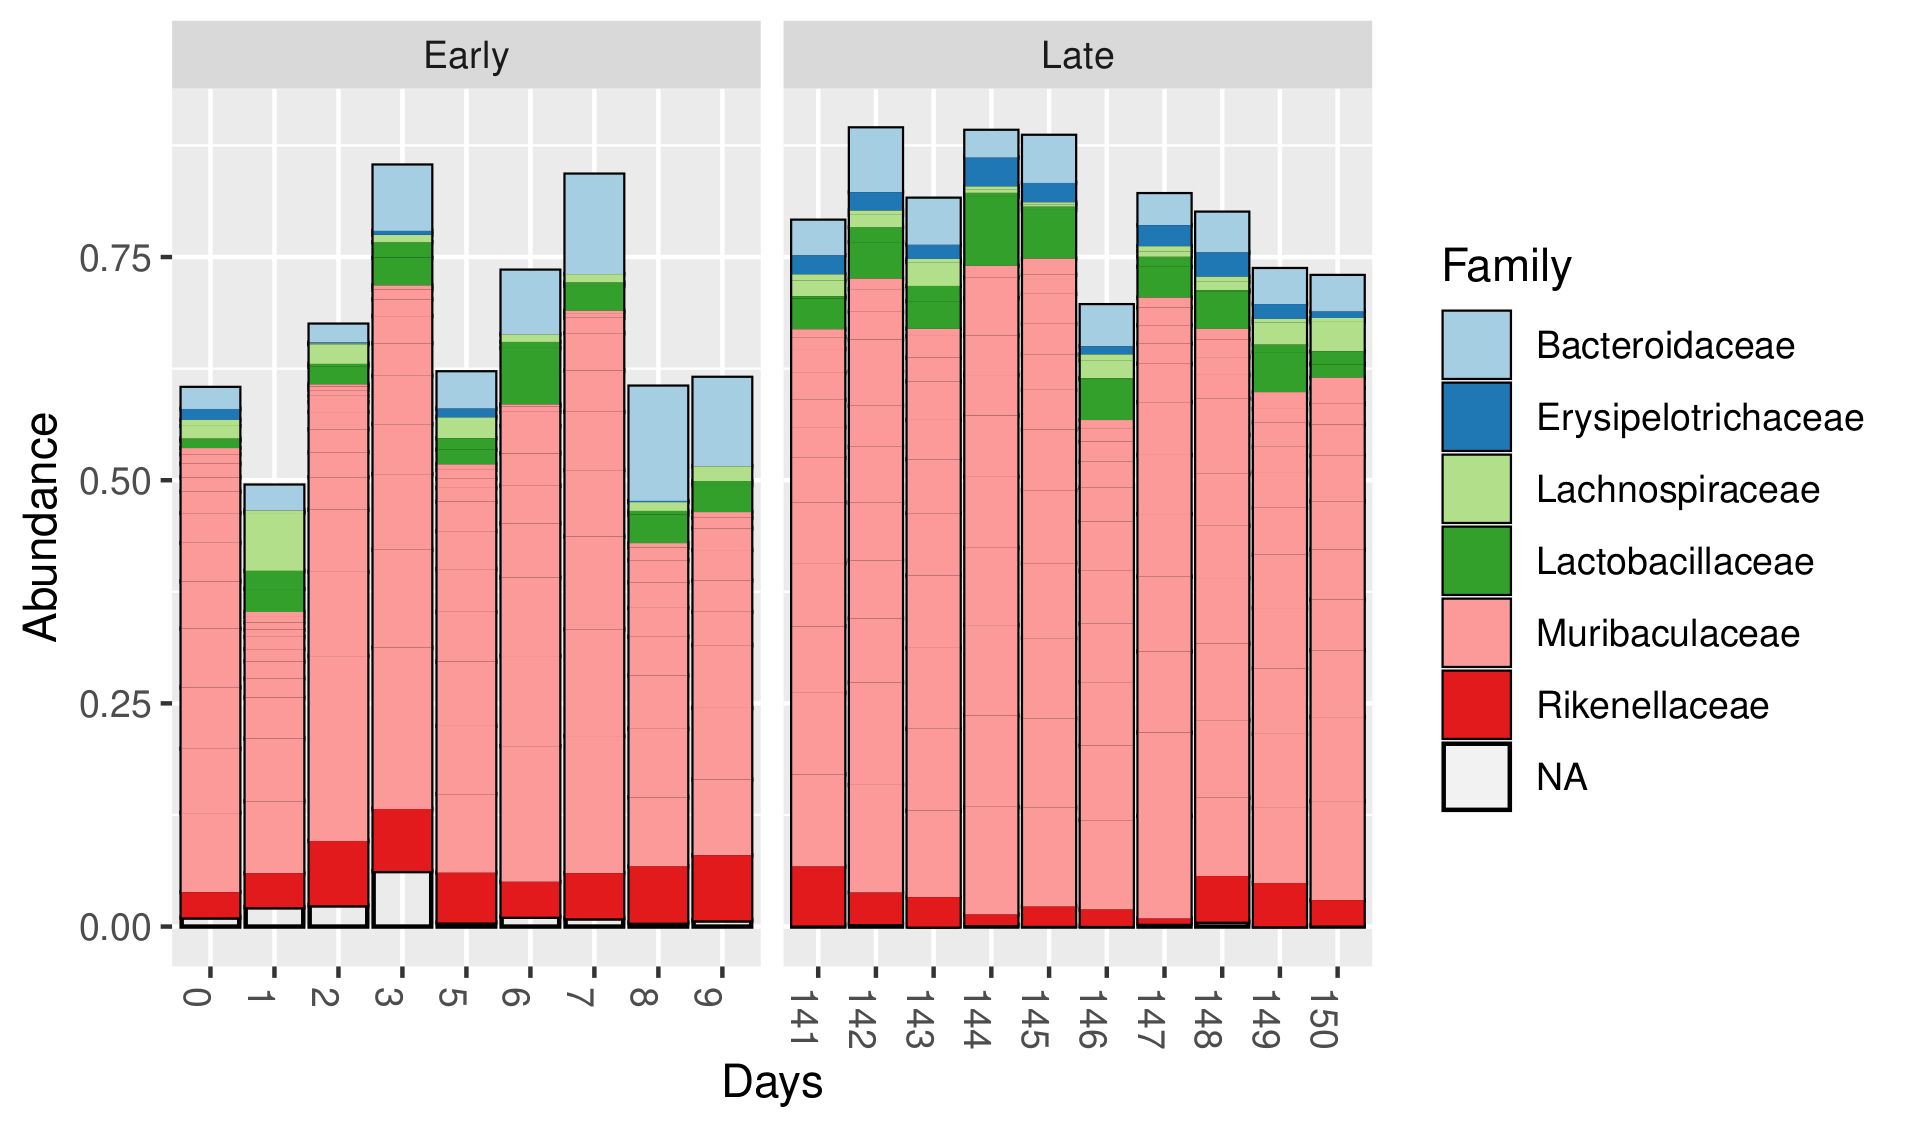 Early
Late
Abundance
0.75
0.50
0.25
0.00
0
1
2
3
5
6
7
8
9
141
142
143
144
145
146
147
148
149
150
Days
Family
Bacteroidaceae
Erysipelotrichaceae
Lachnospiraceae
Lactobacillaceae
Muribaculaceae
Rikenellaceae
NA